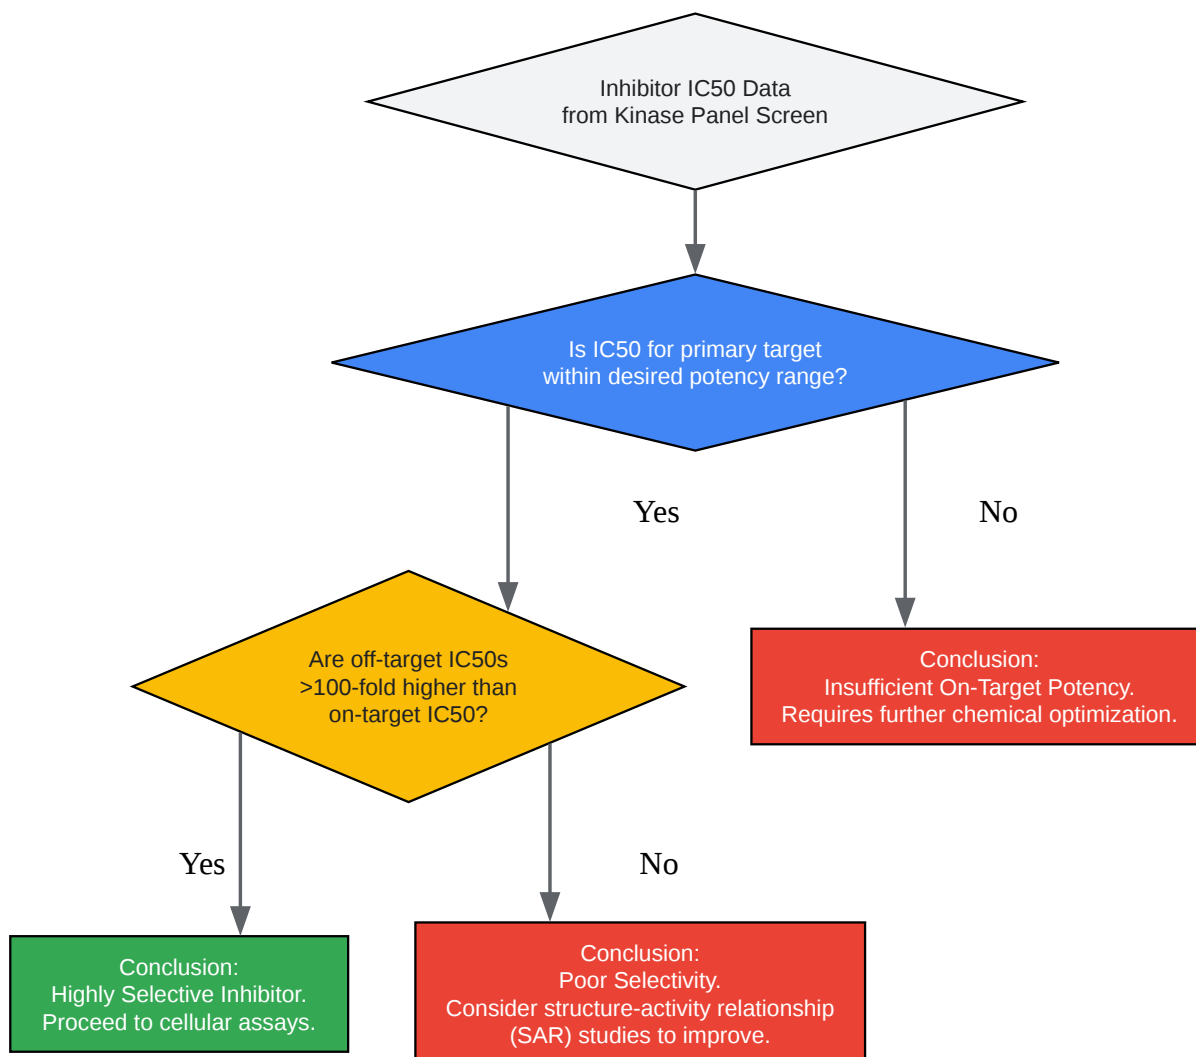 Inhibitor IC50 Data
from Kinase Panel Screen
Is IC50 for primary target
within desired potency range?
Yes
No
Are off-target IC50s
>100-fold higher than
on-target IC50?
Conclusion:
Insufficient On-Target Potency.
Requires further chemical optimization.
Yes
No
Conclusion:
Highly Selective Inhibitor.
Proceed to cellular assays.
Conclusion:
Poor Selectivity.
Consider structure-activity relationship
(SAR) studies to improve.